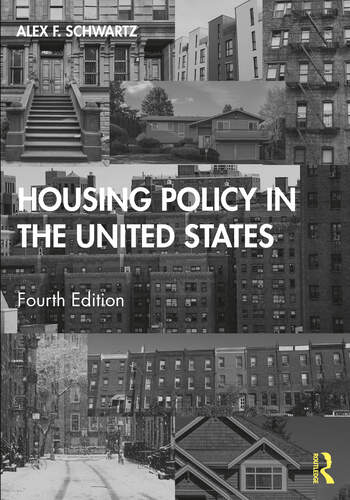 ALEX F. SCHWARTZ
HOUSING POLICY IN
THE UNITED STATES
Fourth Edition
ROUTLEDGE